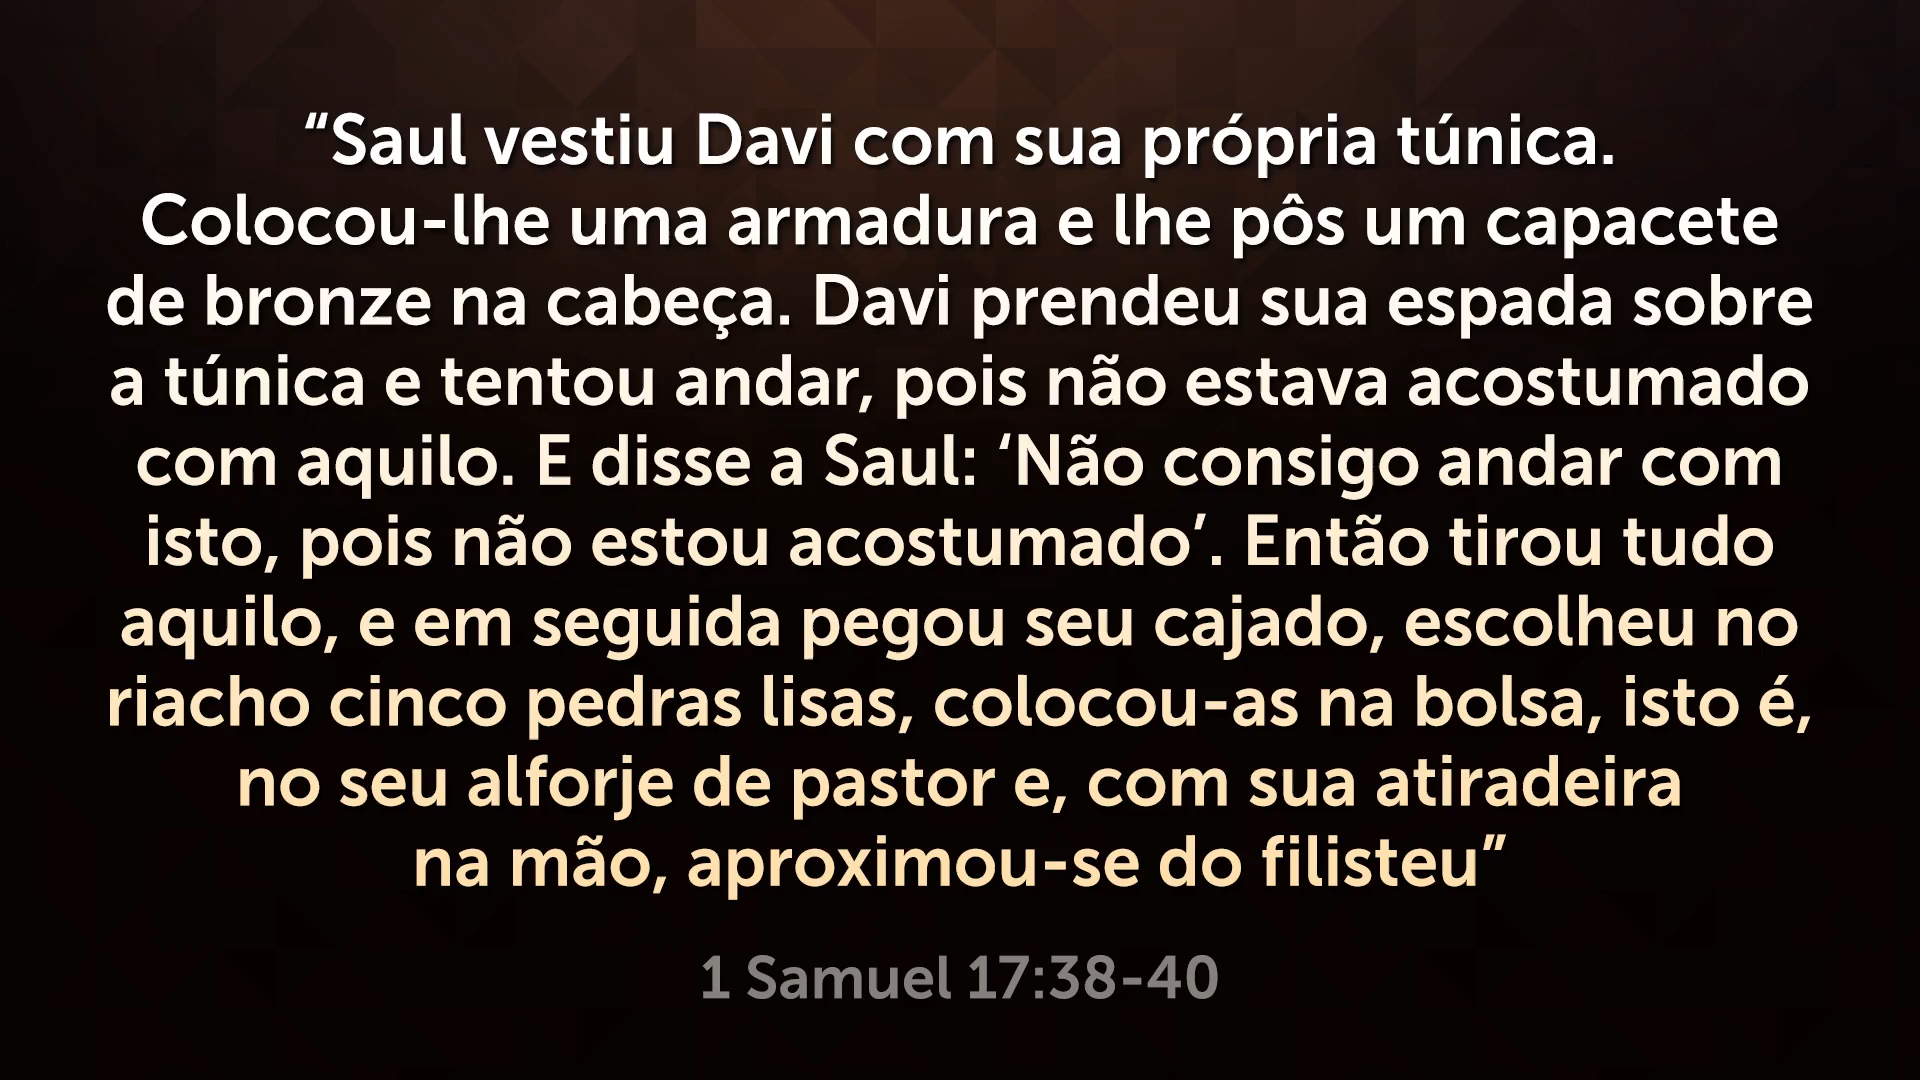 “Saul vestiu Davi com sua própria túnica.
Colocou-lhe uma armadura e lhe pôs um capacete
de bronze na cabeça. Davi prendeu sua espada sobre
a túnica e tentou andar, pois não estava acostumado
com aquilo. E disse a Saul: ‘Não consigo andar com
isto, pois não estou acostumado’. Então tirou tudo
aquilo, e em seguida pegou seu cajado, escolheu no
riacho cinco pedras lisas, colocou-as na bolsa, isto é,
no seu alforje de pastor e, com sua atiradeira
na mão, aproximou-se do filisteu”
1 Samuel 17:38-40